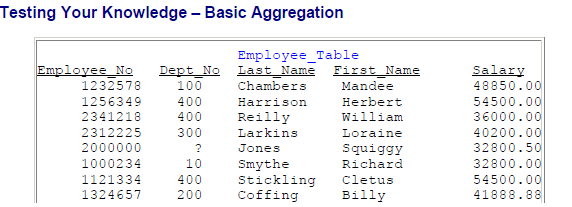 Testing Your Knowledge – Basic Aggregation
Employee_Table
Employee_No Dept_No Last_Name First_Name Salary
1232578 100 Chambers Mandee 48850.00
1256349 400 Harrison Herbert 54500.00
2341218 400 Reilly William 36000.00
2312225 300 Larkins Loraine 40200.00
2000000 ? Jones Squiggy 32800.50
1000234 10 Smythe Richard 32800.00
1121334 400 Stickling Cletus 54500.00
1324657 200 Coffing Billy 41888.88